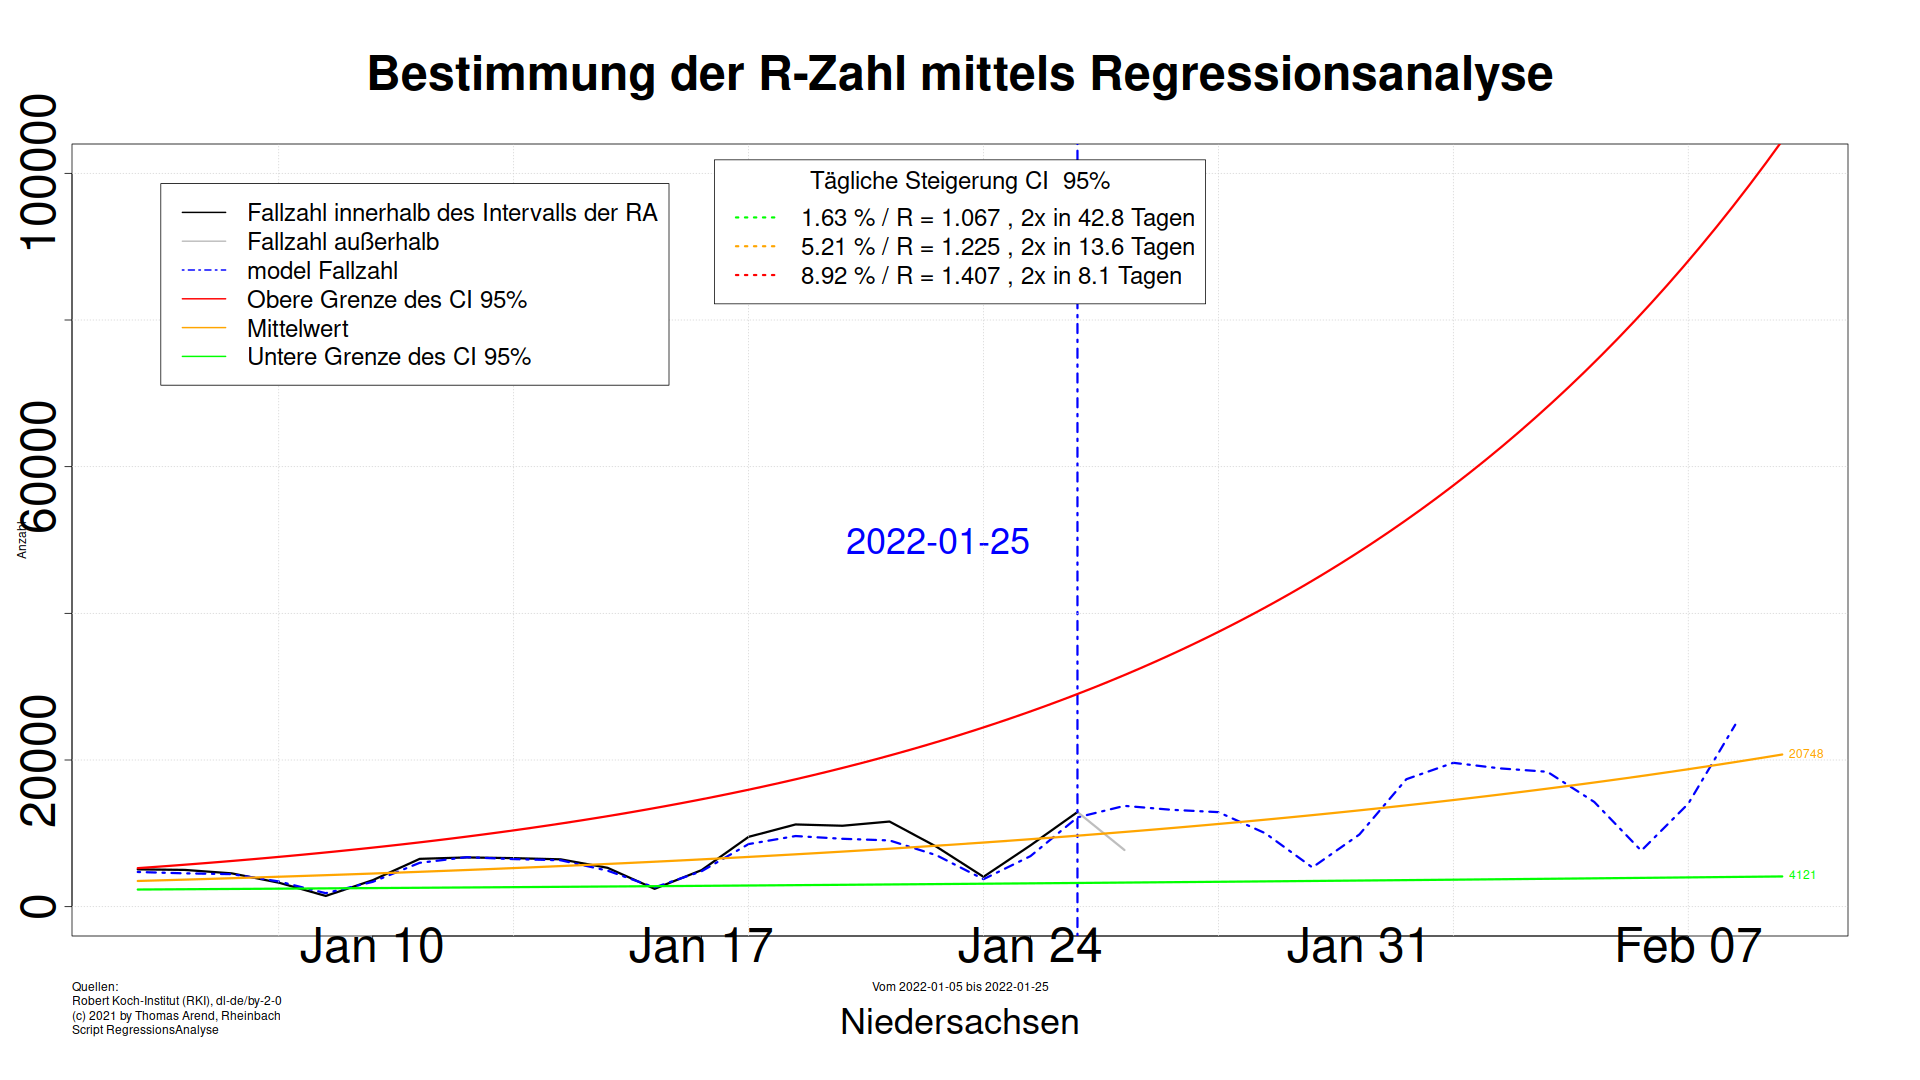 Bestimmung der R-Zahl mittels Regressionsanalyse
Anzahl
100000
60000
20000
0
Fallzahl innerhalb des Intervalls der RA
Fallzahl außerhalb
model Fallzahl
Obere Grenze des CI 95%
Mittelwert
Untere Grenze des CI 95%
Tägliche Steigerung CI 95%
1.63 % / R = 1.067 , 2x in 42.8 Tagen
5.21 % / R = 1.225 , 2x in 13.6 Tagen
8.92 % / R = 1.407 , 2x in 8.1 Tagen
2022-01-25
20748
4121
Jan 10 Jan 17 Jan 24 Jan 31 Feb 07
Vom 2022-01-05 bis 2022-01-25
Niedersachsen
Quellen:
Robert Koch-Institut (RKI), dl-de/by-2-0
(c) 2021 by Thomas Arend, Rheinbach
Script RegressionsAnalyse